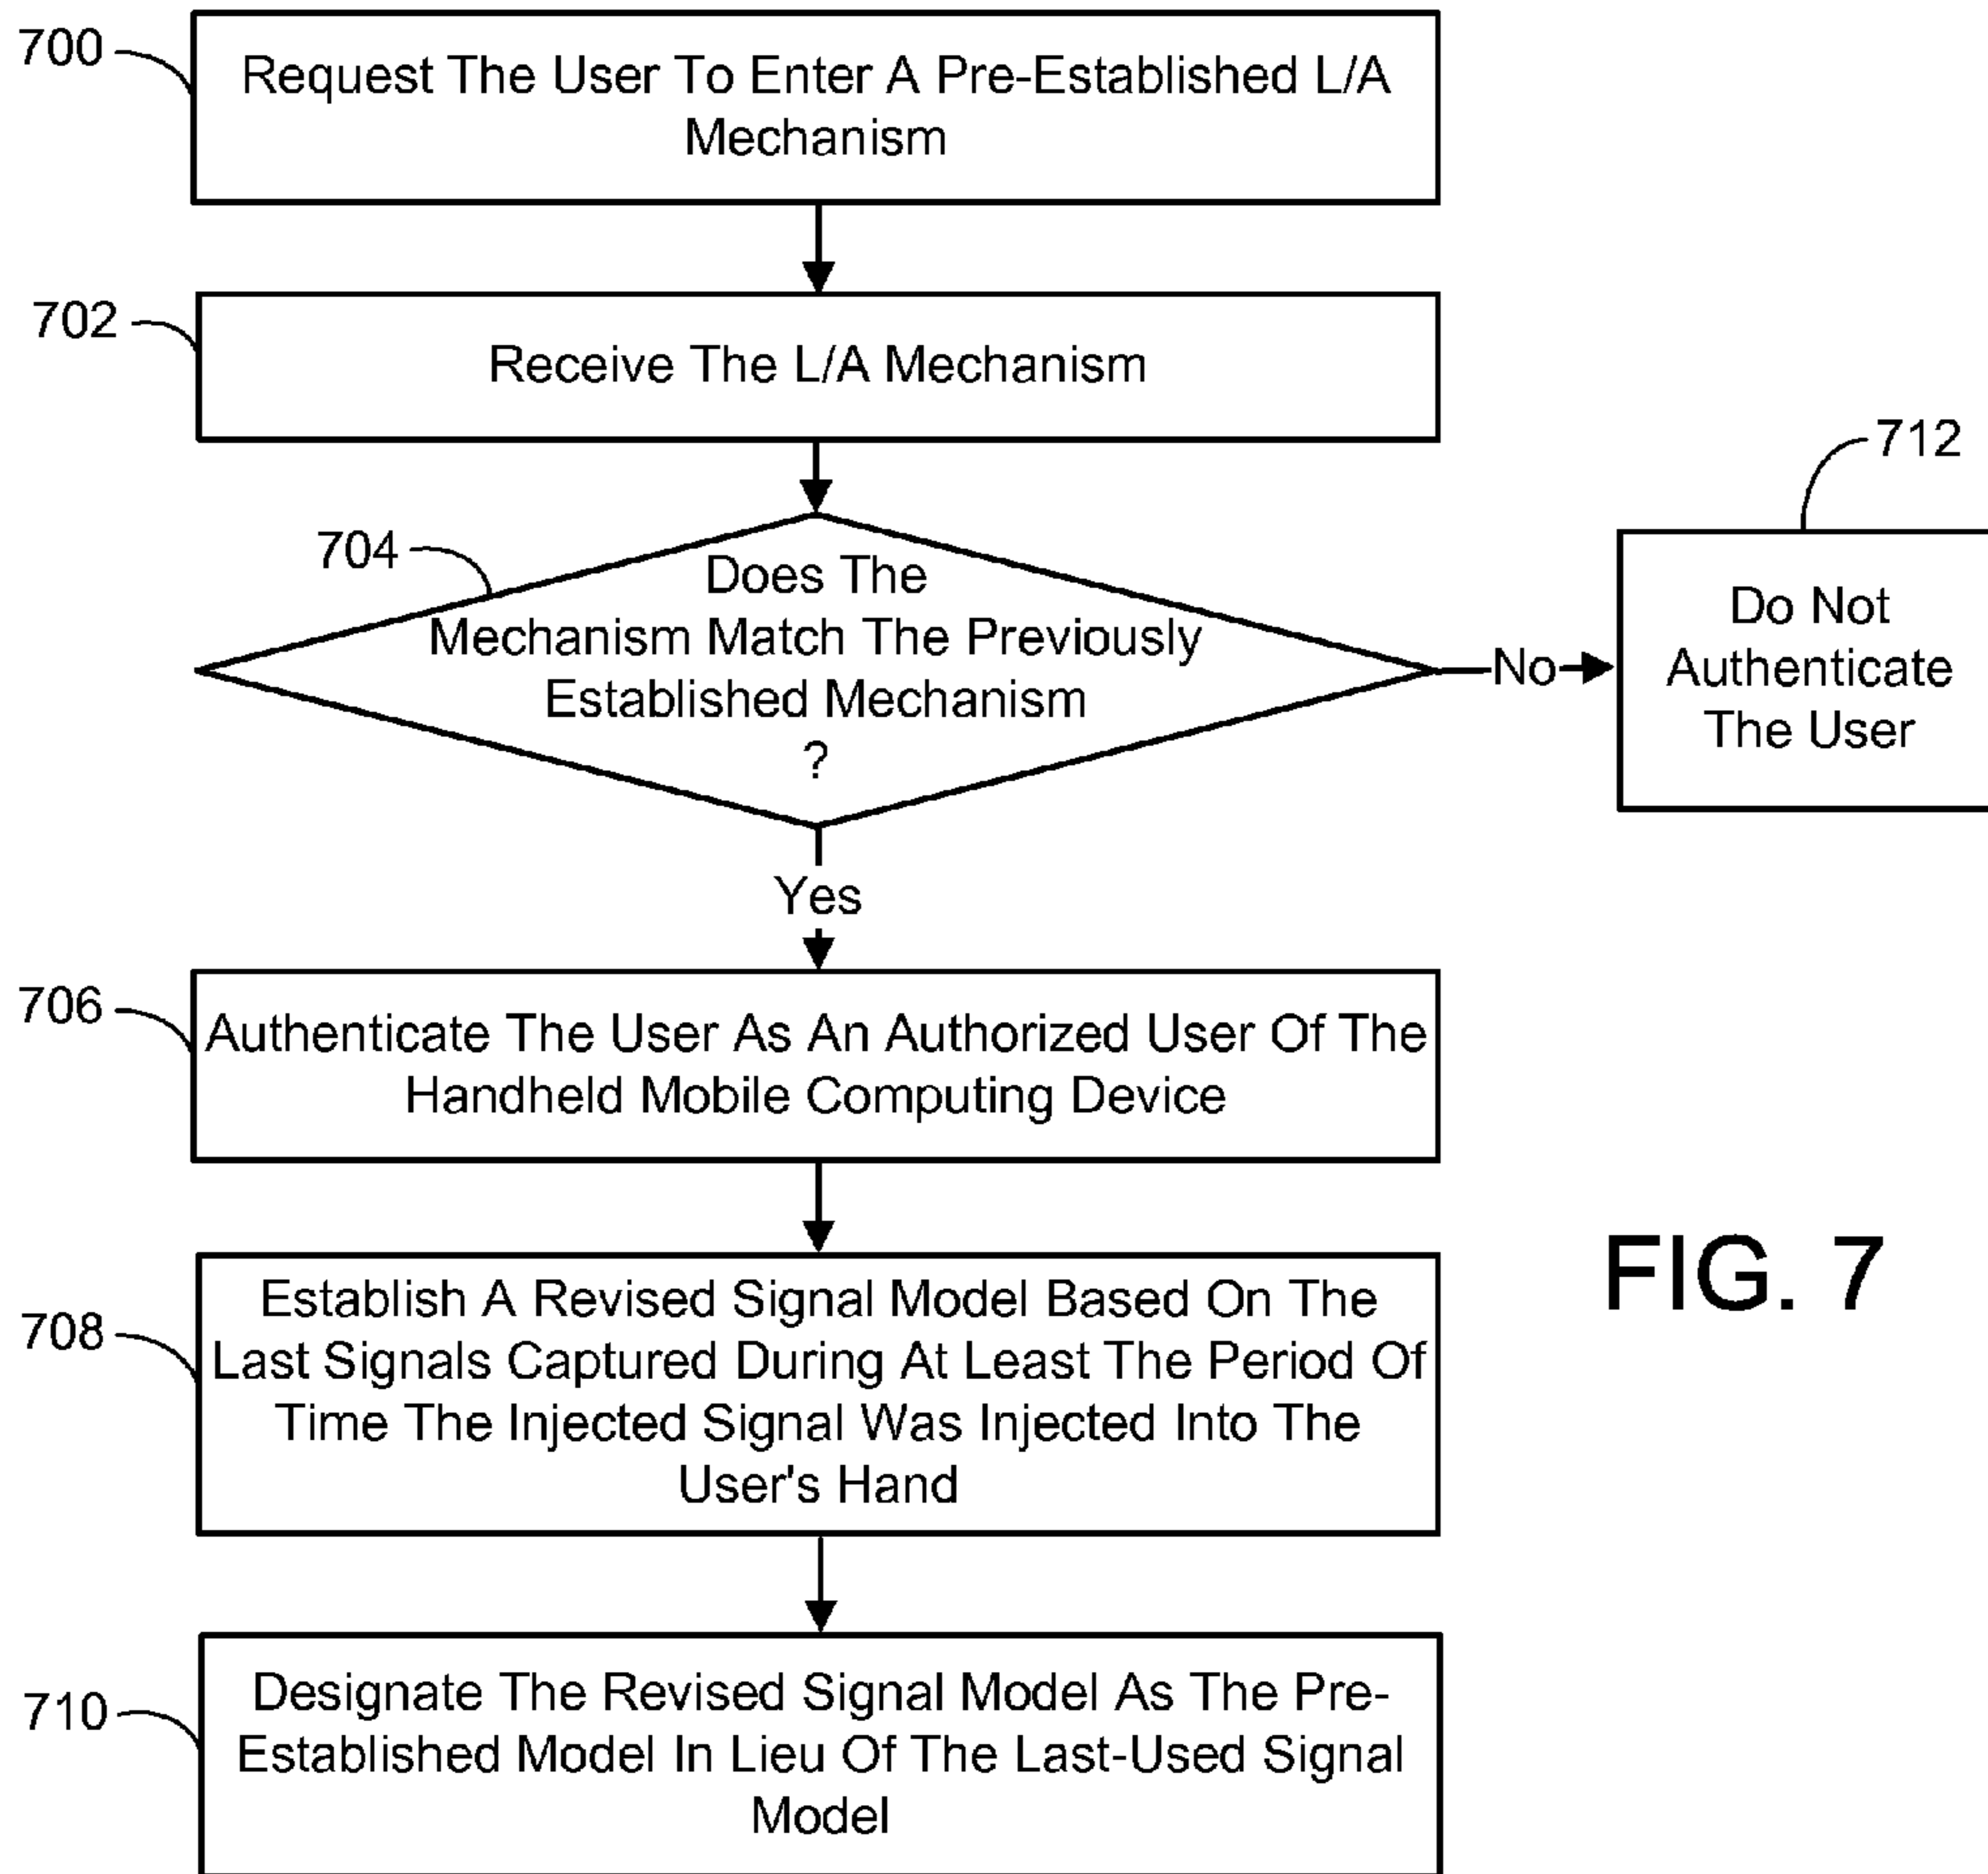 700
Request The User To Enter A Pre-Established L/A
Mechanism
702
Receive The L/A Mechanism
704
Does The
Mechanism Match The Previously
Established Mechanism
?
No
712
Do Not
Authenticate
The User
Yes
706
Authenticate The User As An Authorized User Of The
Handheld Mobile Computing Device
708
Establish A Revised Signal Model Based On The
Last Signals Captured During At Least The Period Of
Time The Injected Signal Was Injected Into The
User's Hand
710
Designate The Revised Signal Model As The Pre-
Established Model In Lieu Of The Last-Used Signal
Model
FIG. 7